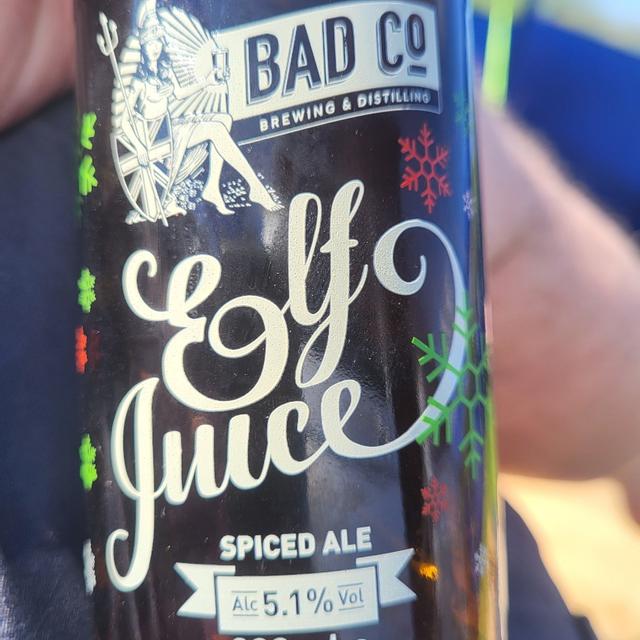 BAD CO
BREWING & DISTILLING
Elf
Juice
SPICED ALE
Alc 5.1% Vol